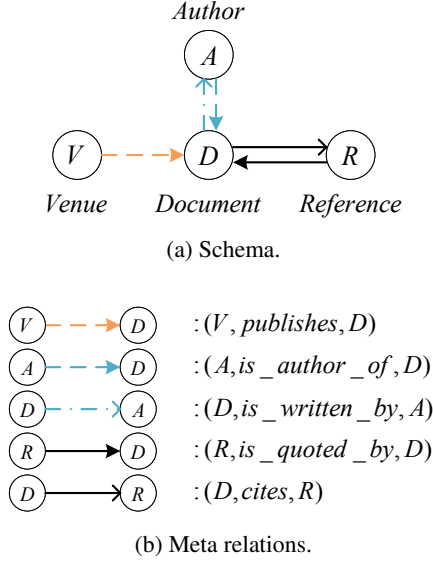 Author
A
V
D
R
Venue Document Reference
(a) Schema.
V D :(V, publishes, D)
A D :(A, is_author_of, D)
D A :(D, is_written_by, A)
R D :(R, is_quoted_by, D)
D R :(D, cites, R)
(b) Meta relations.